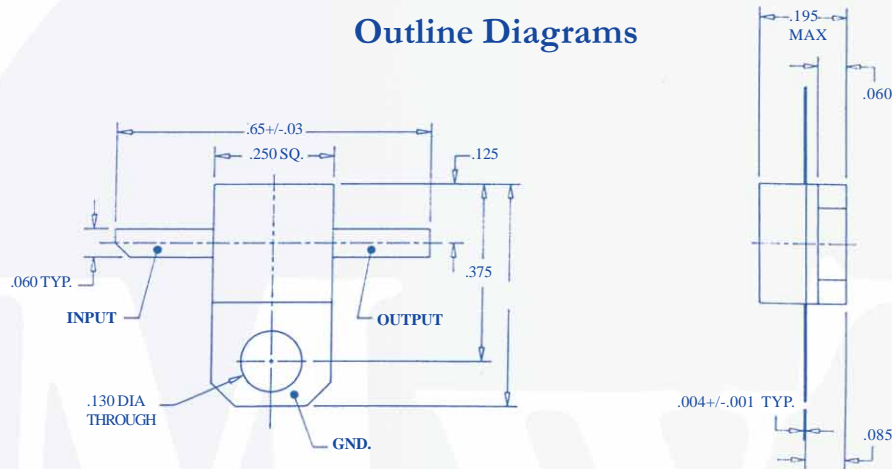 Outline Diagrams
.195
MAX
.060
.65+/-.03
.250 SQ.
.125
.375
.060 TYP.
INPUT
OUTPUT
.130 DIA
THROUGH
GND.
.004+/-.001 TYP.
.085